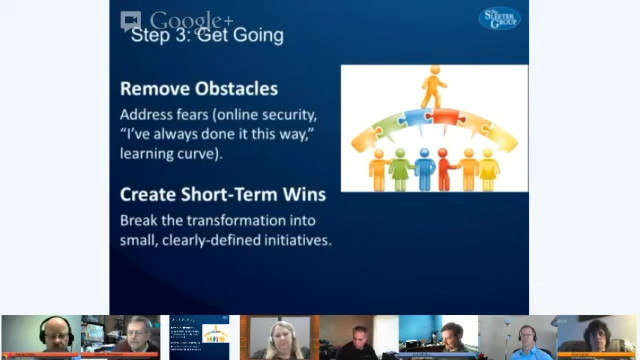 Google+
The
SLEETER
GROUP
Step 3: Get Going
Remove Obstacles
Address fears (online security,
“I’ve always done it this way,”
learning curve).
Create Short-Term Wins
Break the transformation into
small, clearly-defined initiatives.